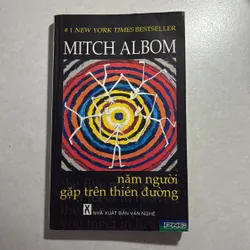 #1 NEW YORK TIMES BESTSELLER
MITCH ALBOM
năm người
gặp trên thiên đường
NHÀ XUẤT BẢN VĂN NGHỆ